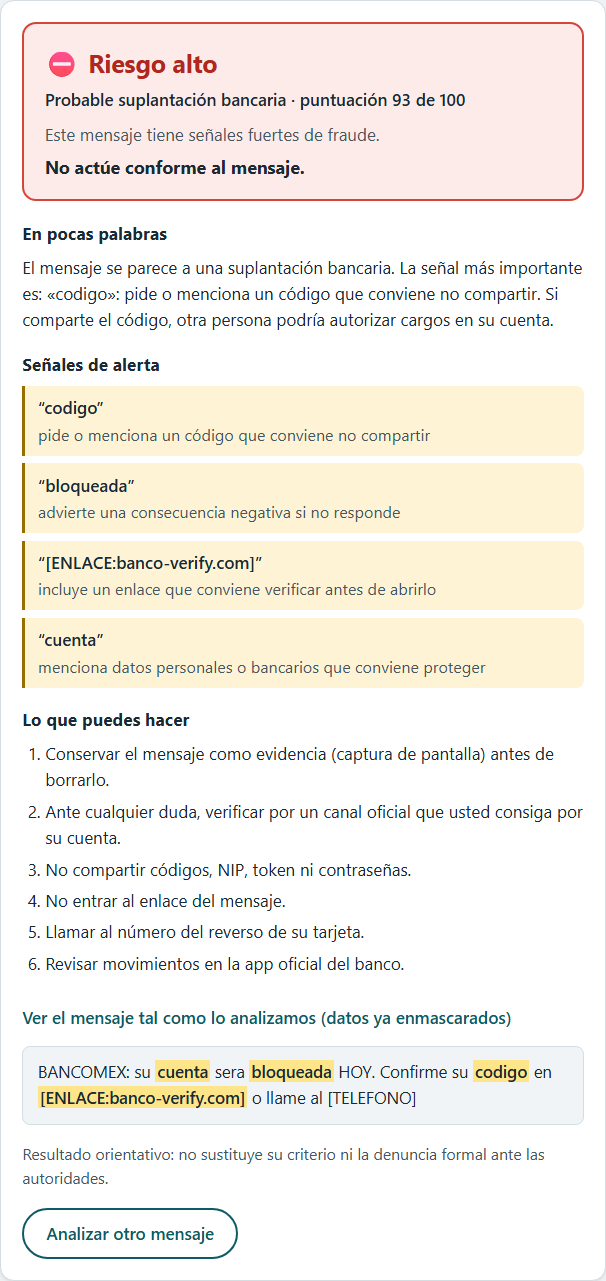 Riesgo alto
Probable suplantación bancaria · puntuación 93 de 100
Este mensaje tiene señales fuertes de fraude.
No actúe conforme al mensaje.
En pocas palabras
El mensaje se parece a una suplantación bancaria. La señal más importante
es: «codigo»: pide o menciona un código que conviene no compartir. Si
comparte el código, otra persona podría autorizar cargos en su cuenta.
Señales de alerta
“codigo”
pide o menciona un código que conviene no compartir
“bloqueada”
advierte una consecuencia negativa si no responde
“[ENLACE:banco-verify.com]”
incluye un enlace que conviene verificar antes de abrirlo
“cuenta”
menciona datos personales o bancarios que conviene proteger
Lo que puedes hacer
1. Conservar el mensaje como evidencia (captura de pantalla) antes de
borrarlo.
2. Ante cualquier duda, verificar por un canal oficial que usted consiga por
su cuenta.
3. No compartir códigos, NIP, token ni contraseñas.
4. No entrar al enlace del mensaje.
5. Llamar al número del reverso de su tarjeta.
6. Revisar movimientos en la app oficial del banco.
Ver el mensaje tal como lo analizamos (datos ya enmascarados)
BANCOMEX: su cuenta sera bloqueada HOY. Confirme su codigo en
[ENLACE:banco-verify.com] o llame al [TELEFONO]
Resultado orientativo: no sustituye su criterio ni la denuncia formal ante las
autoridades.
Analizar otro mensaje